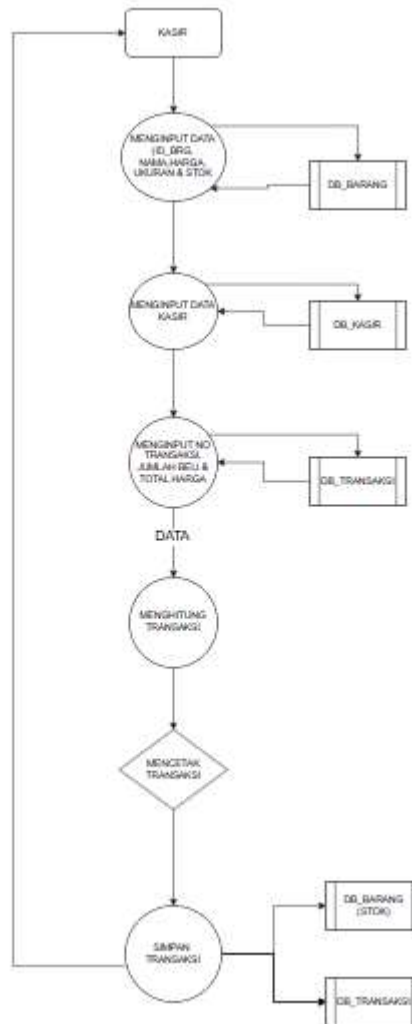 KASIR
MENGINPUT DATA
(ID_BRG,
NAMA,HARGA,
UKURAN & STOK
DB_BARANG
MENGINPUT DATA
KASIR
DB_KASIR
MENGINPUT NO
TRANSAKSI,
JUMLAH BELI &
TOTAL HARGA
DB_TRANSAKSI
DATA
MENGHITUNG
TRANSAKSI
MENCETAK
TRANSAKSI
SIMPAN
TRANSAKSI
DB_BARANG
(STOK)
DB_TRANSAKSI